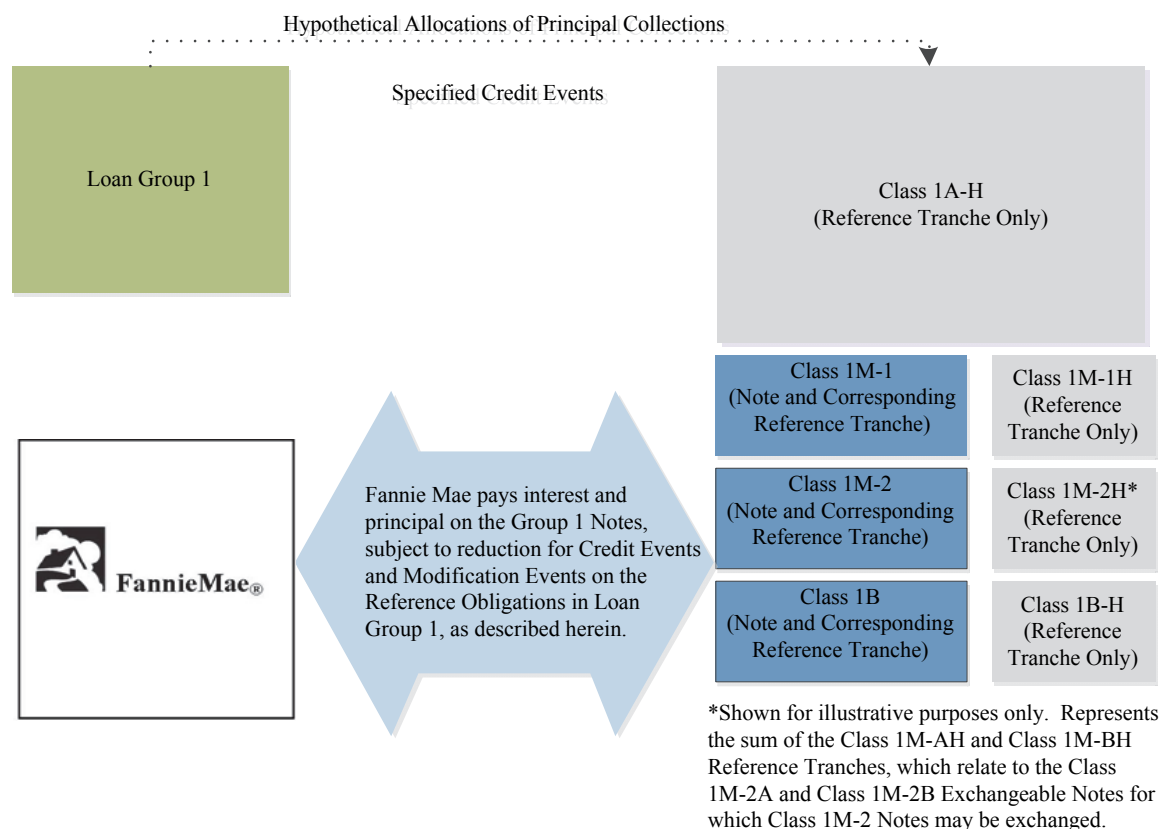 Hypothetical Allocations of Principal Collections
Specified Credit Events
Loan Group 1
Class 1A-H
(Reference Tranche Only)
Class 1M-1
(Note and Corresponding
Reference Tranche)
Class 1M-1H
(Reference
Tranche Only)
FannieMae®
Fannie Mae pays interest and
principal on the Group 1 Notes,
subject to reduction for Credit Events
and Modification Events on the
Reference Obligations in Loan
Group 1, as described herein.
Class 1M-2
(Note and Corresponding
Reference Tranche)
Class 1M-2H*
(Reference
Tranche Only)
Class 1B
(Note and Corresponding
Reference Tranche)
Class 1B-H
(Reference
Tranche Only)
*Shown for illustrative purposes only. Represents
the sum of the Class 1M-AH and Class 1M-BH
Reference Tranches, which relate to the Class
1M-2A and Class 1M-2B Exchangeable Notes for
which Class 1M-2 Notes may be exchanged.